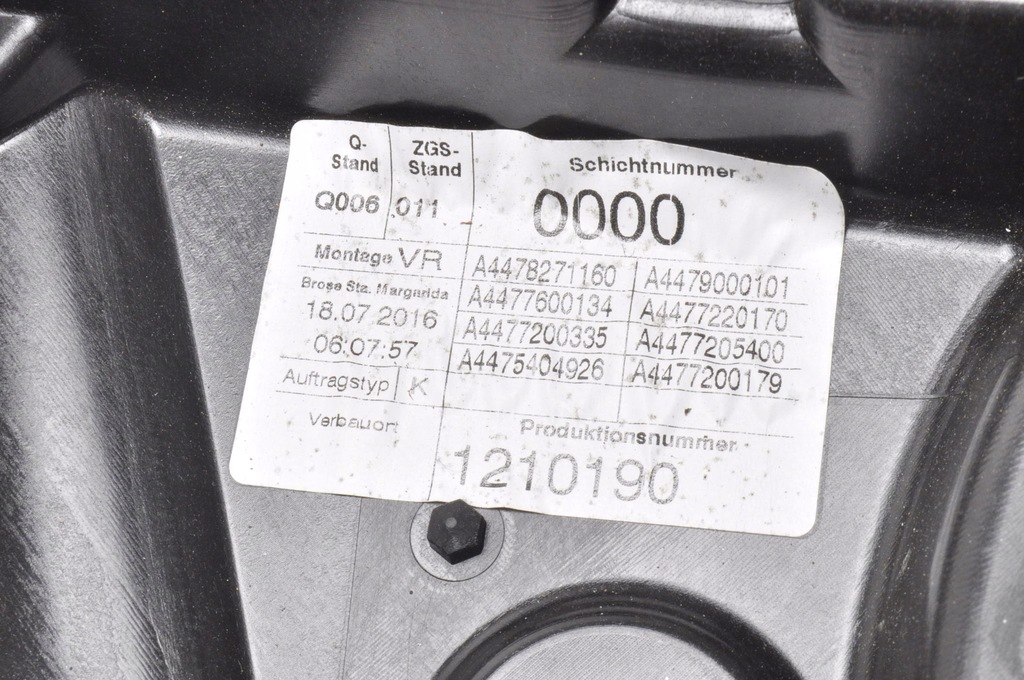 Q-Stand ZGS-Stand Schichtnummer
Q006 011 0000
Montage VR A4478271160 A4479000101
Brose Sta. Margarida A4477600134 A4477220170
18.07.2016 A4477200335 A4477205400
06:07:57 A4475404926 A4477200179
Auftragstyp K
Verbauort Produktionsnummer
1210190